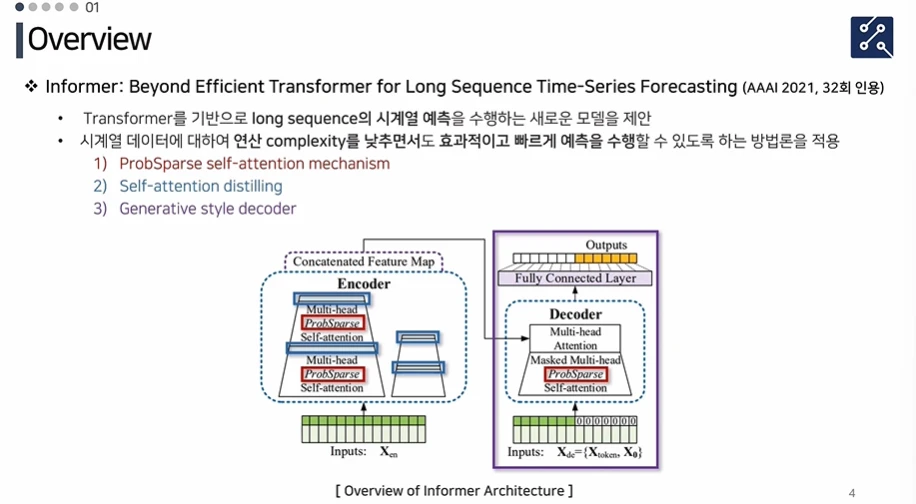 01
Overview
❖ Informer: Beyond Efficient Transformer for Long Sequence Time-Series Forecasting (AAAI 2021, 32회 인용)
• Transformer를 기반으로 long sequence의 시계열 예측을 수행하는 새로운 모델을 제안
• 시계열 데이터에 대하여 연산 complexity를 낮추면서도 효과적이고 빠르게 예측을 수행할 수 있도록 하는 방법론을 적용
1) ProbSparse self-attention mechanism
2) Self-attention distilling
3) Generative style decoder
Concatenated Feature Map
Encoder
Multi-head
ProbSparse
Self-attention
Multi-head
ProbSparse
Self-attention
Inputs: Xen
Outputs
Fully Connected Layer
Decoder
Multi-head
Attention
Masked Multi-head
ProbSparse
Self-attention
0 0 0 0 0 0 0
Inputs: Xde={Xtoken, X0}
[ Overview of Informer Architecture ]
4